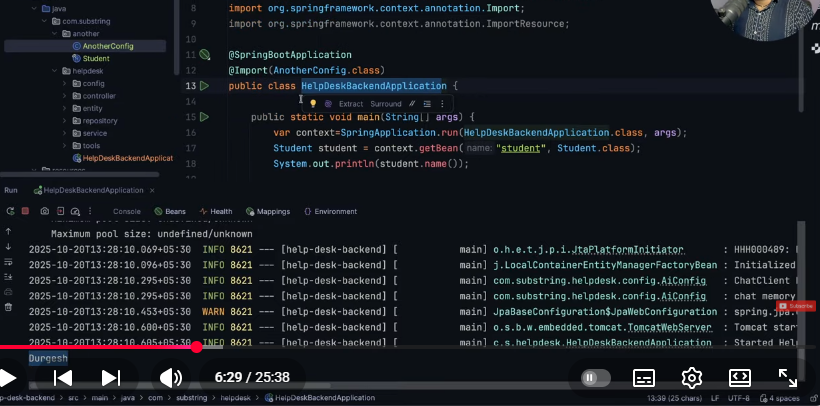 java
com.substring
another
AnotherConfig
Student
helpdesk
config
controller
entity
repository
service
tools
HelpDeskBackendApplicat
8 import org.springframework.context.annotation.Import;
9 import org.springframework.context.annotation.ImportResource;
10
11 @SpringBootApplication
12 @Import(AnotherConfig.class)
13 public class HelpDeskBackendApplication {
Extract Surround
14
15 public static void main(String[] args) {
16 var context=SpringApplication.run(HelpDeskBackendApplication.class, args);
17 Student student = context.getBean( name: "student", Student.class);
18 System.out.println(student.name());
Run HelpDeskBackendApplication ×
Console Beans Health Mappings Environment
Maximum pool size: undefined/unknown
2025-10-20T13:28:10.069+05:30 INFO 8621 --- [help-desk-backend] [ main] o.h.e.t.j.p.i.JtaPlatformInitiator : HHH000489:
2025-10-20T13:28:10.096+05:30 INFO 8621 --- [help-desk-backend] [ main] j.LocalContainerEntityManagerFactoryBean : Initialized
2025-10-20T13:28:10.295+05:30 INFO 8621 --- [help-desk-backend] [ main] com.substring.helpdesk.config.AiConfig : ChatClient
2025-10-20T13:28:10.295+05:30 INFO 8621 --- [help-desk-backend] [ main] com.substring.helpdesk.config.AiConfig : chat memory
2025-10-20T13:28:10.453+05:30 WARN 8621 --- [help-desk-backend] [ main] JpaBaseConfiguration$JpaWebConfiguration : spring.jpa.
Subscribe
2025-10-20T13:28:10.600+05:30 INFO 8621 --- [help-desk-backend] [ main] o.s.b.w.embedded.tomcat.TomcatWebServer : Tomcat start
2025-10-20T13:28:10.605+05:30 INFO 8621 --- [help-desk-backend] [ main] c.s.helpdesk.HelpDeskBackendApplication : Started Help
Durgesh
6:29 / 25:38
p-desk-backend > src > main > java > com > substring > helpdesk > HelpDeskBackendApplication
13:39 (25 chars) LF UTF-8 4 spaces